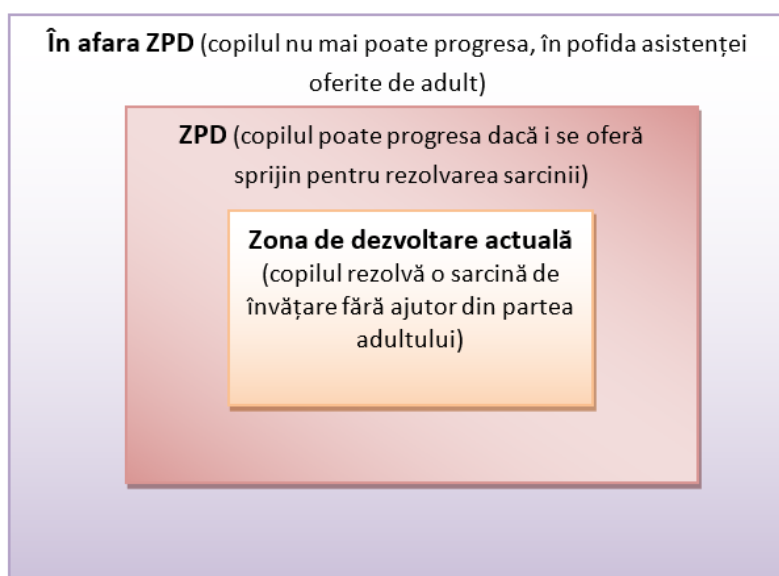 În afara ZPD (copilul nu mai poate progresa, în pofida asistenței
oferite de adult)
ZPD (copilul poate progresa dacă i se oferă
sprijin pentru rezolvarea sarcinii)
Zona de dezvoltare actuală
(copilul rezolvă o sarcină de
învățare fără ajutor din partea
adultului)